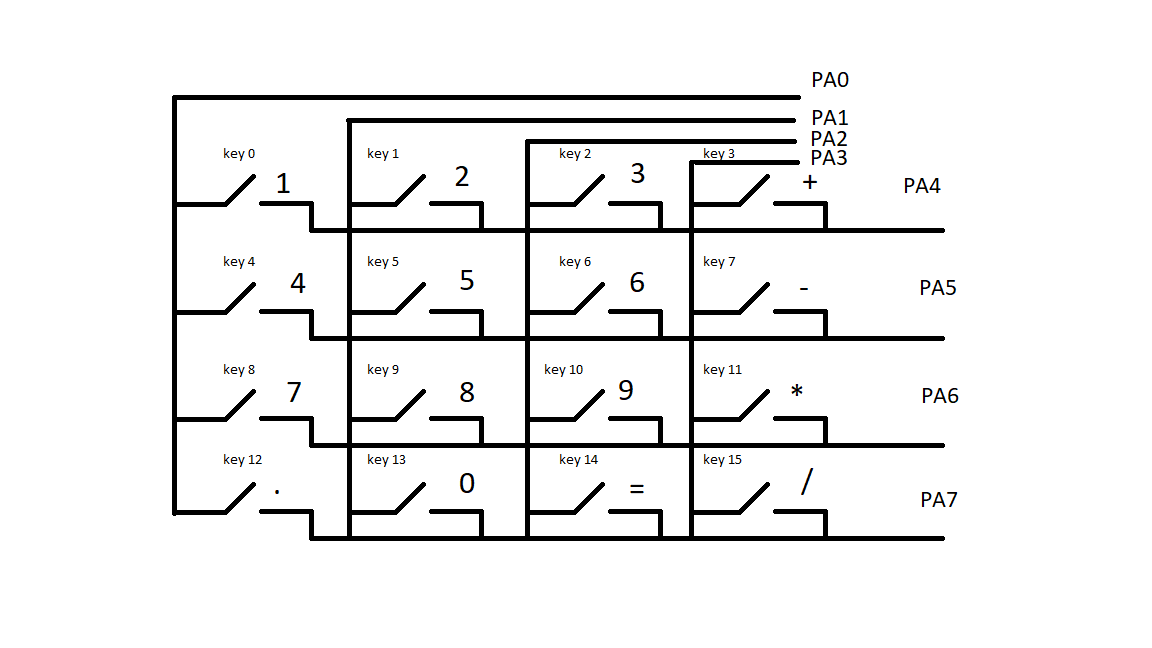 PA0
PA1
PA2
PA3
key 0
key 1
key 2
key 3
1
2
3
+
PA4
key 4
key 5
key 6
key 7
4
5
6
-
PA5
key 8
key 9
key 10
key 11
7
8
9
*
PA6
key 12
key 13
key 14
key 15
.
0
=
/
PA7